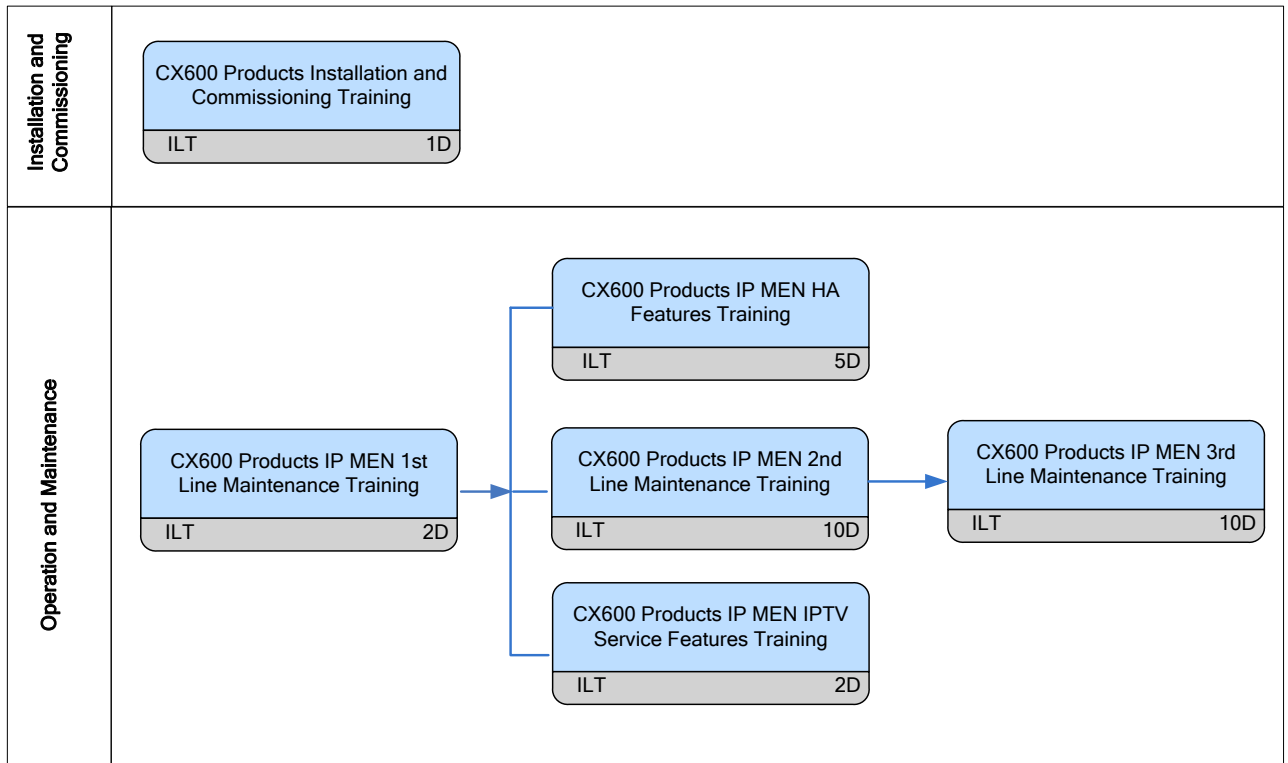 Installation and
Commissioning
CX600 Products Installation and
Commissioning Training
ILT 1D
Operation and Maintenance
CX600 Products IP MEN HA
Features Training
ILT 5D
CX600 Products IP MEN 1st
Line Maintenance Training
ILT 2D
CX600 Products IP MEN 2nd
Line Maintenance Training
ILT 10D
CX600 Products IP MEN 3rd
Line Maintenance Training
ILT 10D
CX600 Products IP MEN IPTV
Service Features Training
ILT 2D